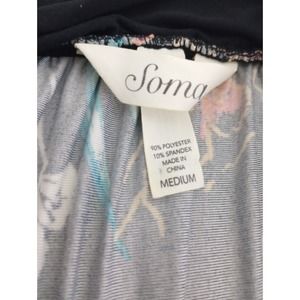 Soma
90% POLYESTER
10% SPANDEX
MADE IN
CHINA
MEDIUM